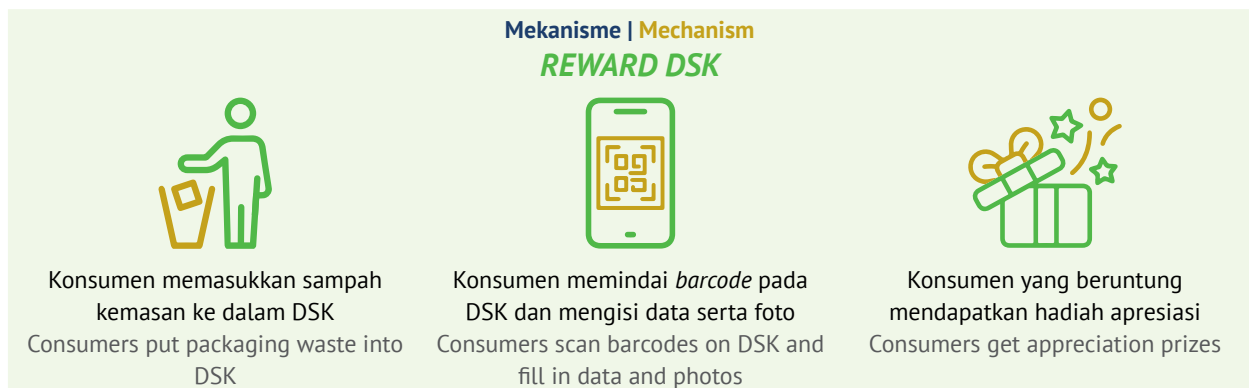 Mekanisme | Mechanism
REWARD DSK
Konsumen memasukkan sampah
kemasan ke dalam DSK
Consumers put packaging waste into
DSK
Konsumen memindai barcode pada
DSK dan mengisi data serta foto
Consumers scan barcodes on DSK and
fill in data and photos
Konsumen yang beruntung
mendapatkan hadiah apresiasi
Consumers get appreciation prizes